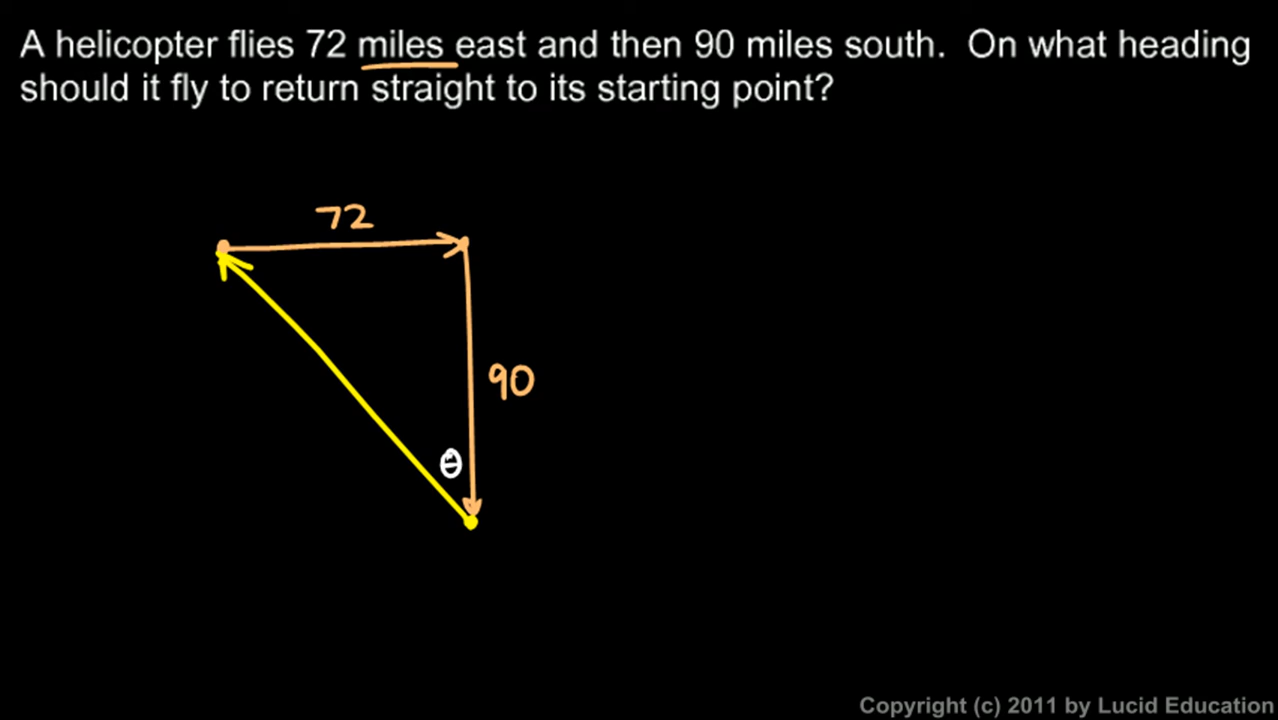 A helicopter flies 72 miles east and then 90 miles south.  On what heading
should it fly to return straight to its starting point?
72
90
θ
Copyright (c) 2011 by Lucid Education